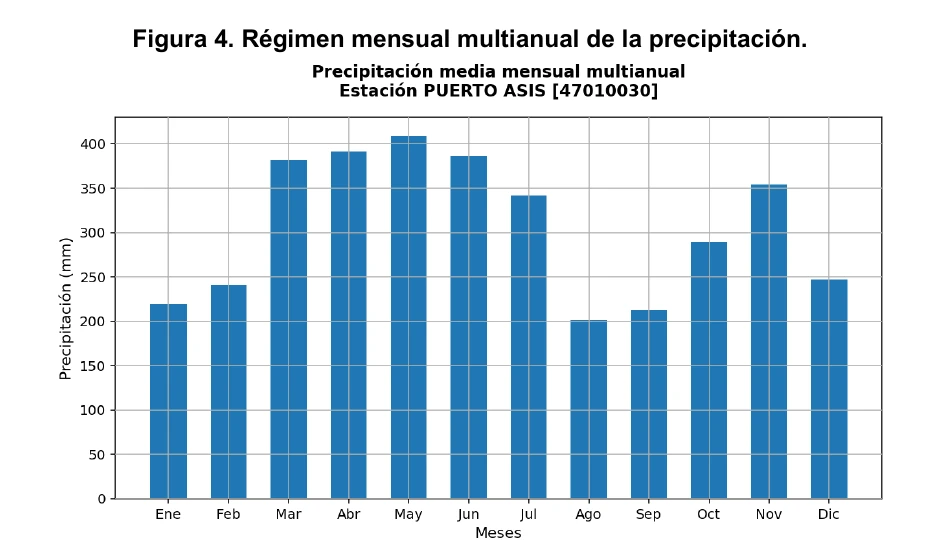 Figura 4. Régimen mensual multianual de la precipitación.
Precipitación media mensual multianual
Estación PUERTO ASIS [47010030]
Precipitación (mm)
400
350
300
250
200
150
100
50
0
Ene Feb Mar Abr May Jun Jul Ago Sep Oct Nov Dic
Meses